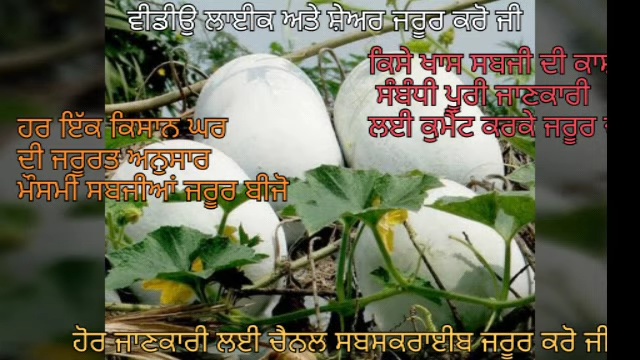 ਵੀਡੀਉ ਲਾਈਕ ਅਤੇ ਸ਼ੇਅਰ ਜਰੂਰ ਕਰੋ ਜੀ
ਕਿਸੇ ਖਾਸ ਸਬਜੀ ਦੀ
ਸੰਬੰਧੀ ਪੂਰੀ ਜਾਣਕਾਰੀ
ਲਈ ਕੁਮੈਂਟ ਕਰਕੇ ਜਰੂਰ
ਹਰ ਇੱਕ ਕਿਸਾਨ ਘਰ
ਦੀ ਜਰੂਰਤ ਅਨੁਸਾਰ
ਮੌਸਮੀ ਸਬਜੀਆਂ ਜਰੂਰ ਬੀਜੋ
ਹੋਰ ਜਾਣਕਾਰੀ ਲਈ ਚੈਨਲ ਸਬਸਕਰਾਈਬ ਜਰੂਰ ਕਰੋ ਜੀ